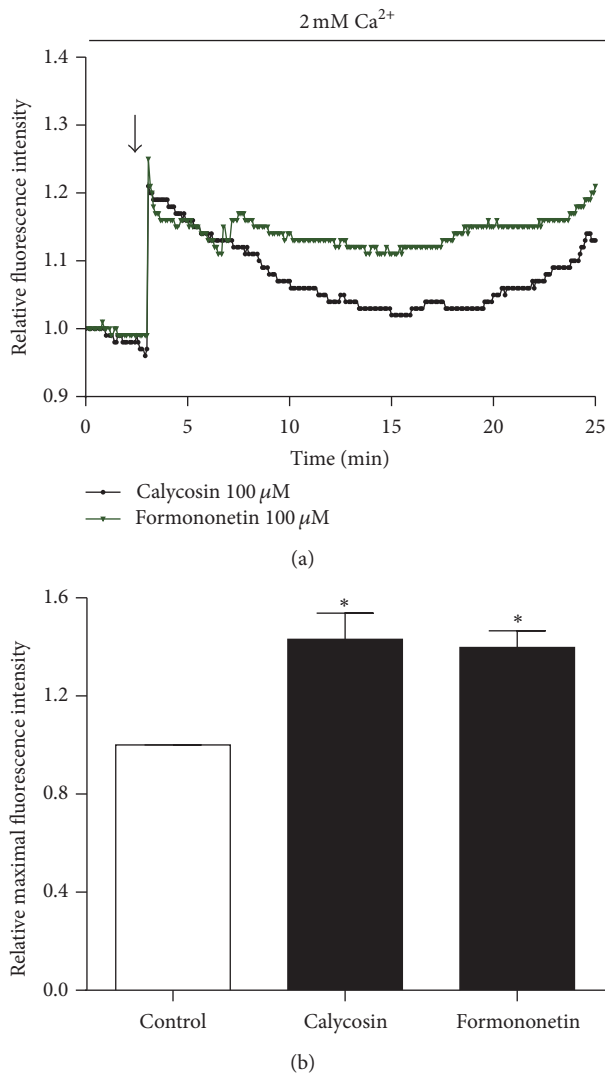 2 mM Ca²⁺
Relative fluorescence intensity
1.4
1.3
1.2
1.1
1.0
0.9
0
5
10
15
20
25
Time (min)
Calycosin 100 μM
Formononetin 100 μM
(a)
Relative maximal fluorescence intensity
1.6
1.2
0.8
0.4
0.0
*
*
Control
Calycosin
Formononetin
(b)